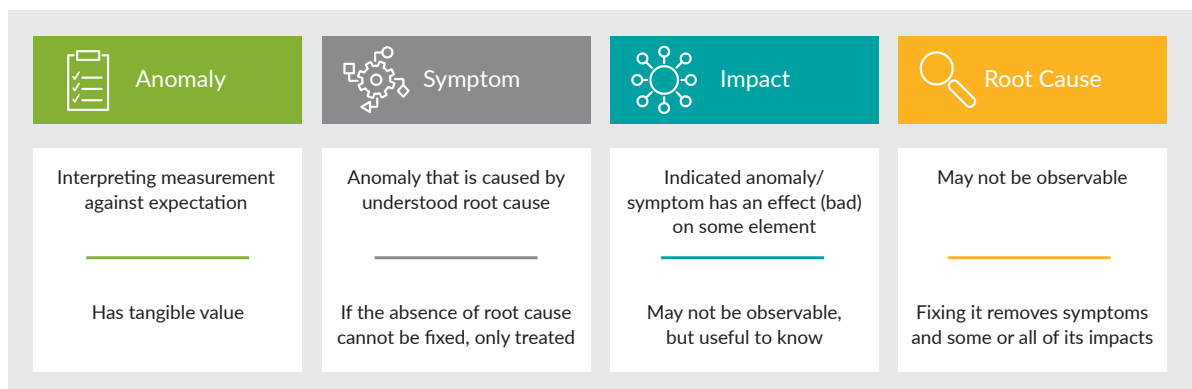 Anomaly
Interpreting measurement
against expectation
Has tangible value
Symptom
Anomaly that is caused by
understood root cause
If the absence of root cause
cannot be fixed, only treated
Impact
Indicated anomaly/
symptom has an effect (bad)
on some element
May not be observable,
but useful to know
Root Cause
May not be observable
Fixing it removes symptoms
and some or all of its impacts